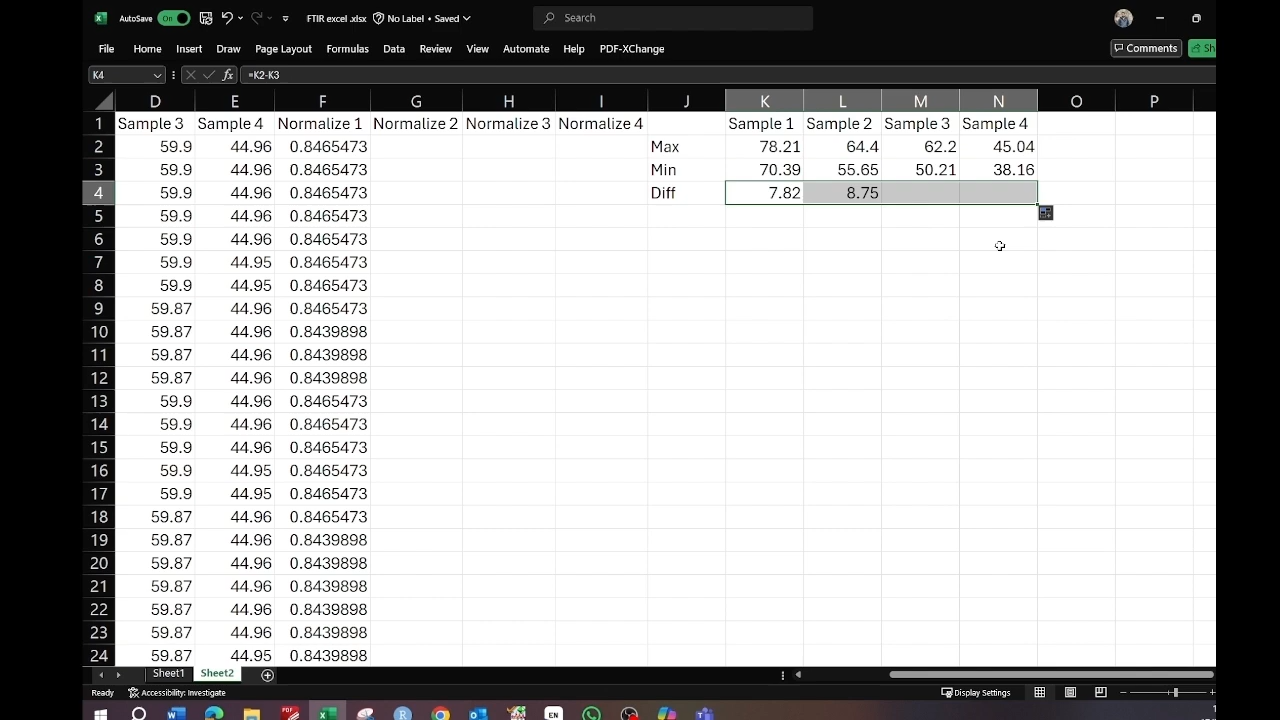 AutoSave On FTIR excel .xlsx No Label • Saved Search
File Home Insert Draw Page Layout Formulas Data Review View Automate Help PDF-XChange Comments Sh
K4 fx =K2-K3
D E F G H I J K L M N O P
1 Sample 3 Sample 4 Normalize 1 Normalize 2 Normalize 3 Normalize 4 Sample 1 Sample 2 Sample 3 Sample 4
2 59.9 44.96 0.8465473 Max 78.21 64.4 62.2 45.04
3 59.9 44.96 0.8465473 Min 70.39 55.65 50.21 38.16
4 59.9 44.96 0.8465473 Diff 7.82 8.75
5 59.9 44.96 0.8465473
6 59.9 44.96 0.8465473
7 59.9 44.95 0.8465473
8 59.9 44.95 0.8465473
9 59.87 44.96 0.8465473
10 59.87 44.96 0.8439898
11 59.87 44.96 0.8439898
12 59.87 44.96 0.8439898
13 59.9 44.96 0.8465473
14 59.9 44.96 0.8465473
15 59.9 44.96 0.8465473
16 59.9 44.95 0.8465473
17 59.9 44.95 0.8465473
18 59.87 44.96 0.8465473
19 59.87 44.96 0.8439898
20 59.87 44.96 0.8439898
21 59.87 44.96 0.8439898
22 59.87 44.96 0.8439898
23 59.87 44.96 0.8439898
24 59.87 44.95 0.8439898
Sheet1 Sheet2
Ready Accessibility: Investigate Display Settings
EN